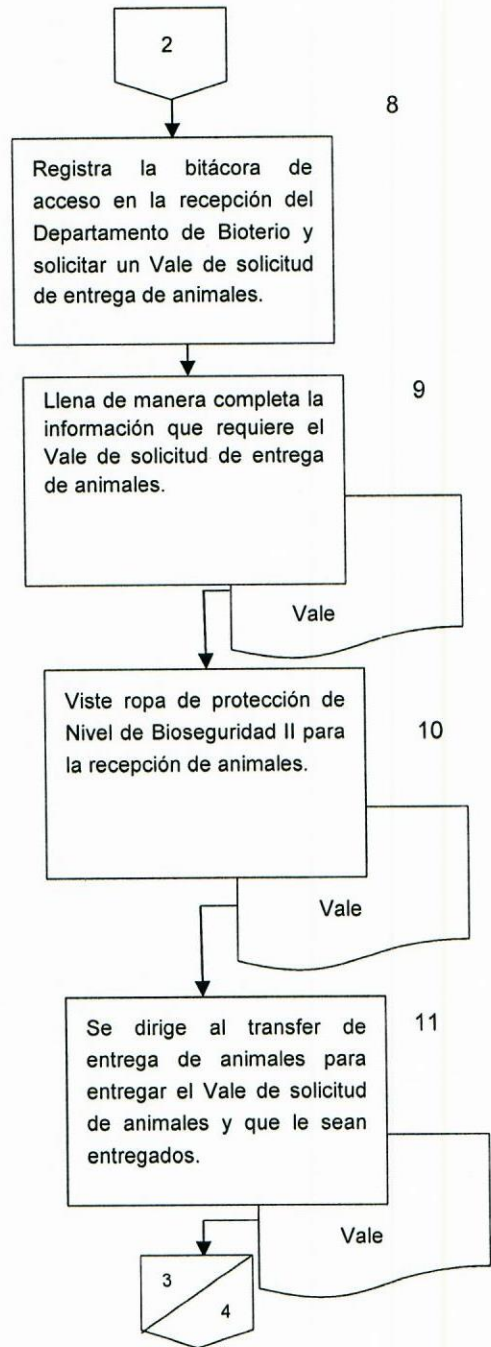 2
8
Registra la bitácora de
acceso en la recepción del
Departamento de Bioterio y
solicitar un Vale de solicitud
de entrega de animales.
9
Llena de manera completa la
información que requiere el
Vale de solicitud de entrega
de animales.
Vale
Viste ropa de protección de
Nivel de Bioseguridad II para
la recepción de animales.
10
Vale
Se dirige al transfer de
entrega de animales para
entregar el Vale de solicitud
de animales y que le sean
entregados.
11
Vale
3
4